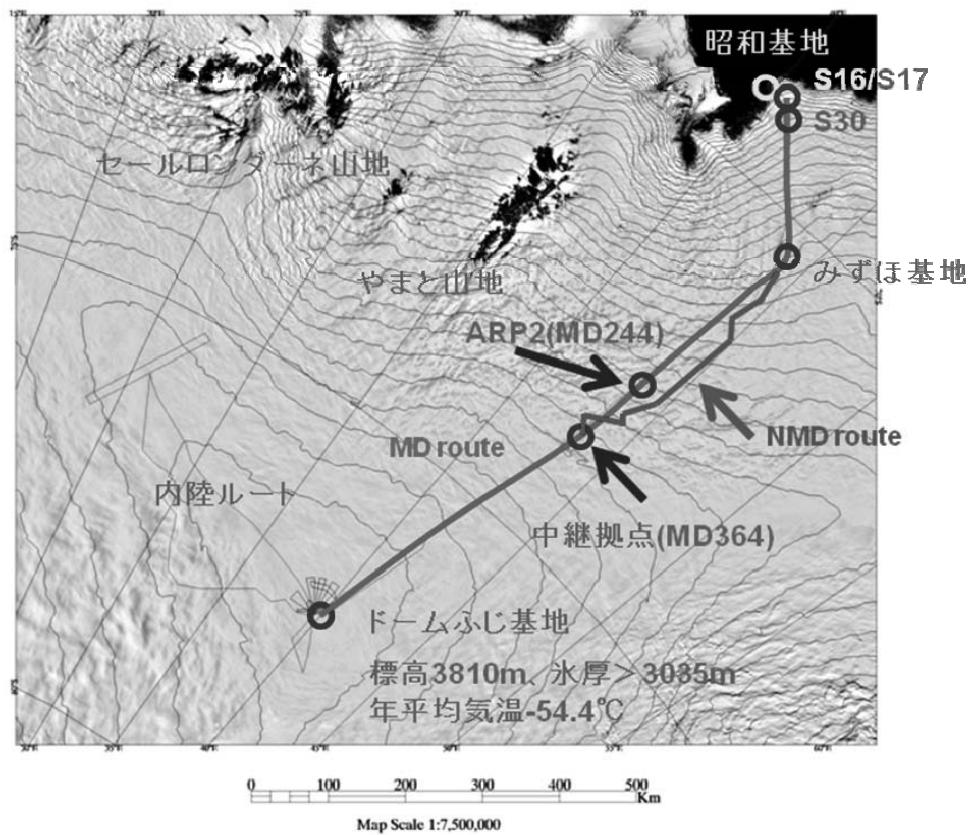 昭和基地
S16/S17
S30
セールロンダーネ山地
やまと山地
みずほ基地
ARP2(MD244)
NMD route
MD route
内陸ルート
中継拠点(MD364)
ドームふじ基地
標高3810m、氷厚>3035m
年平均気温-54.4℃
0 100 200 300 400 500
Km
Map Scale 1:7,500,000